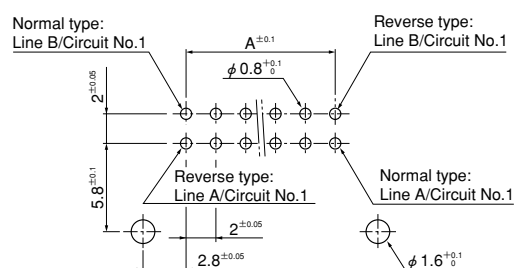 Normal type:
Line B/Circuit No.1
Reverse type:
Line B/Circuit No.1
A±0.1
φ0.8+0.1 0
2±0.05
5.8±0.1
Reverse type:
Line A/Circuit No.1
Normal type:
Line A/Circuit No.1
2±0.05
2.8±0.05
φ1.6+0.1 0